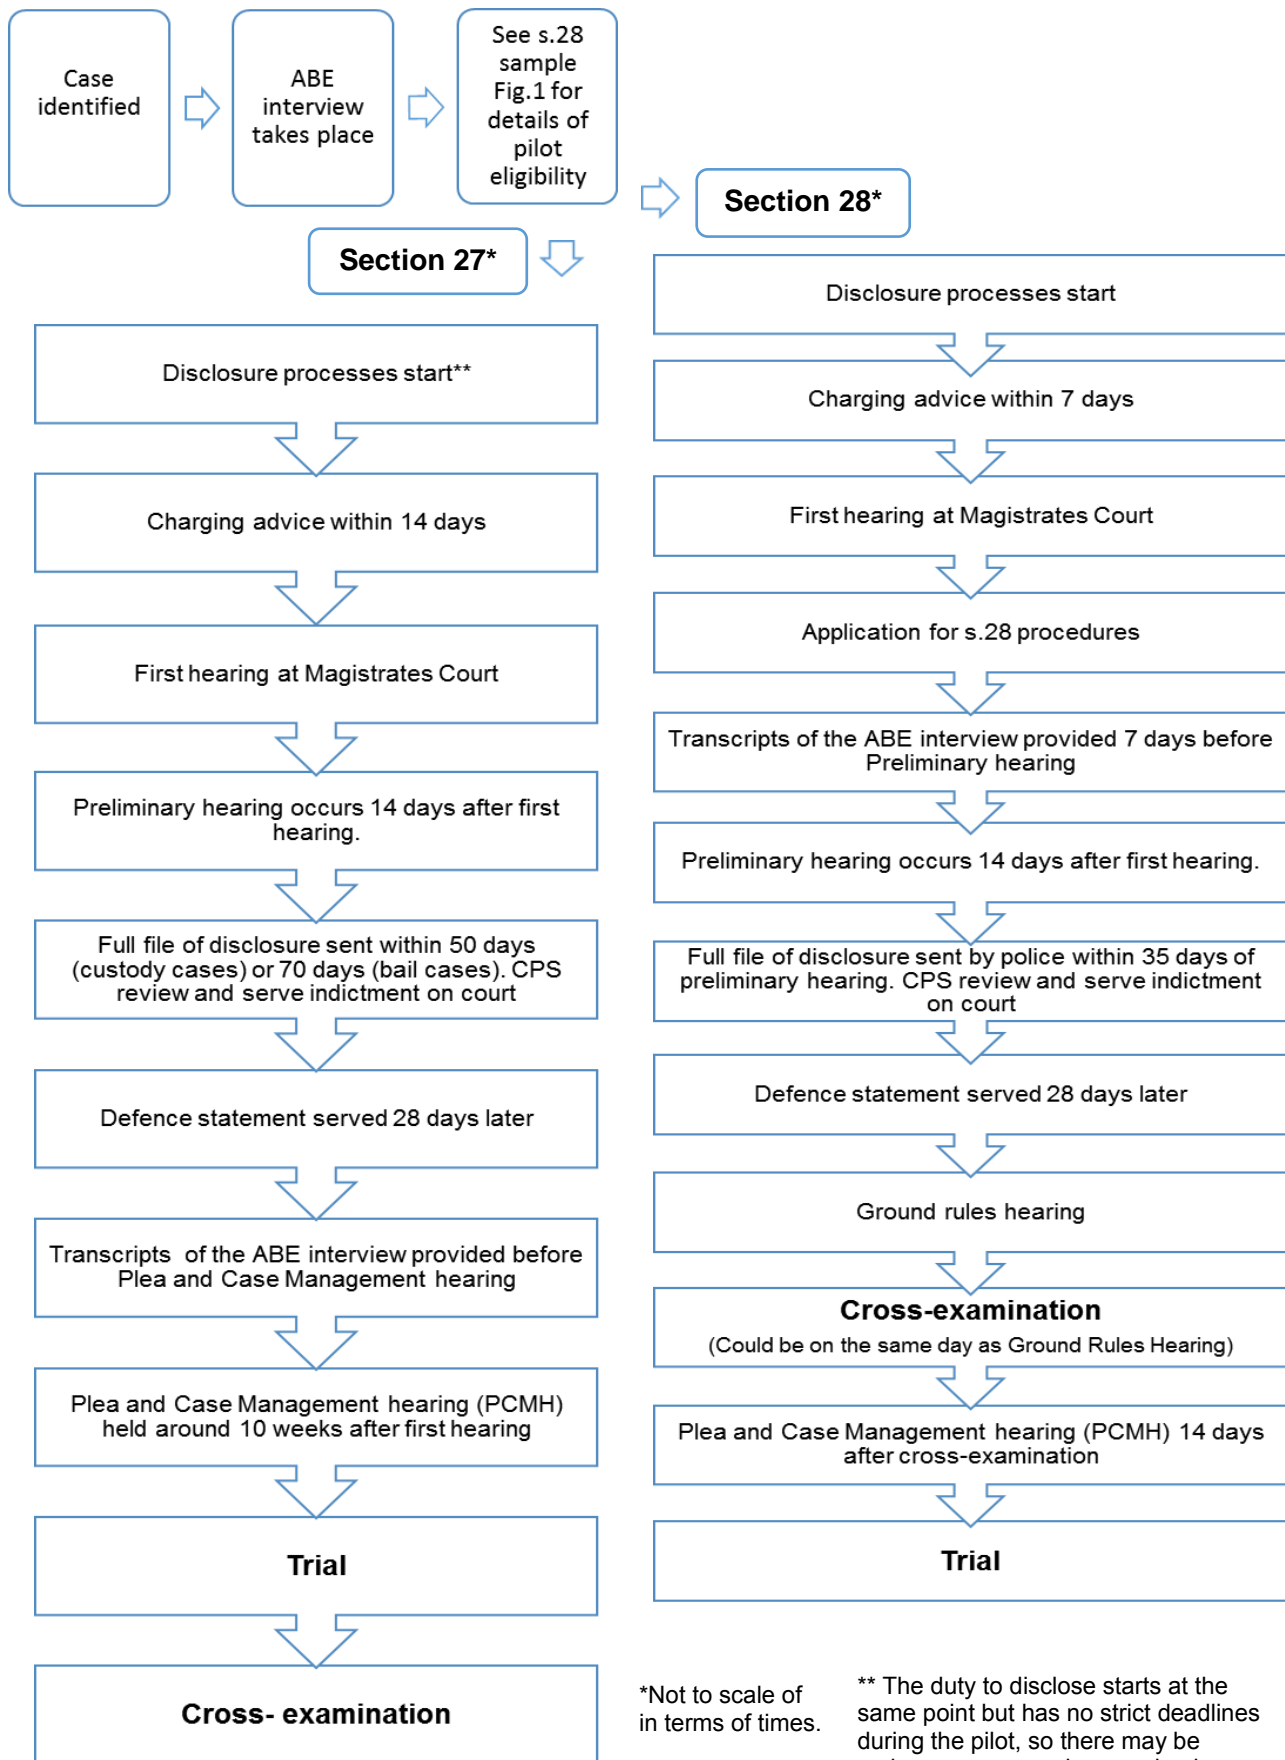 Case
identified
ABE
interview
takes place
See s.28
sample
Fig.1 for
details of
pilot
eligibility
Section 28*
Section 27*
Disclosure processes start**
Charging advice within 14 days
First hearing at Magistrates Court
Preliminary hearing occurs 14 days after first
hearing.
Full file of disclosure sent within 50 days
(custody cases) or 70 days (bail cases). CPS
review and serve indictment on court
Defence statement served 28 days later
Transcripts of the ABE interview provided before
Plea and Case Management hearing
Plea and Case Management hearing (PCMH)
held around 10 weeks after first hearing
Trial
Cross- examination
Disclosure processes start
Charging advice within 7 days
First hearing at Magistrates Court
Application for s.28 procedures
Transcripts of the ABE interview provided 7 days before
Preliminary hearing
Preliminary hearing occurs 14 days after first hearing.
Full file of disclosure sent by police within 35 days of
preliminary hearing. CPS review and serve indictment
on court
Defence statement served 28 days later
Ground rules hearing
Cross-examination
(Could be on the same day as Ground Rules Hearing)
Plea and Case Management hearing (PCMH) 14 days
after cross-examination
Trial
*Not to scale of
in terms of times.
** The duty to disclose starts at the
same point but has no strict deadlines
during the pilot, so there may be